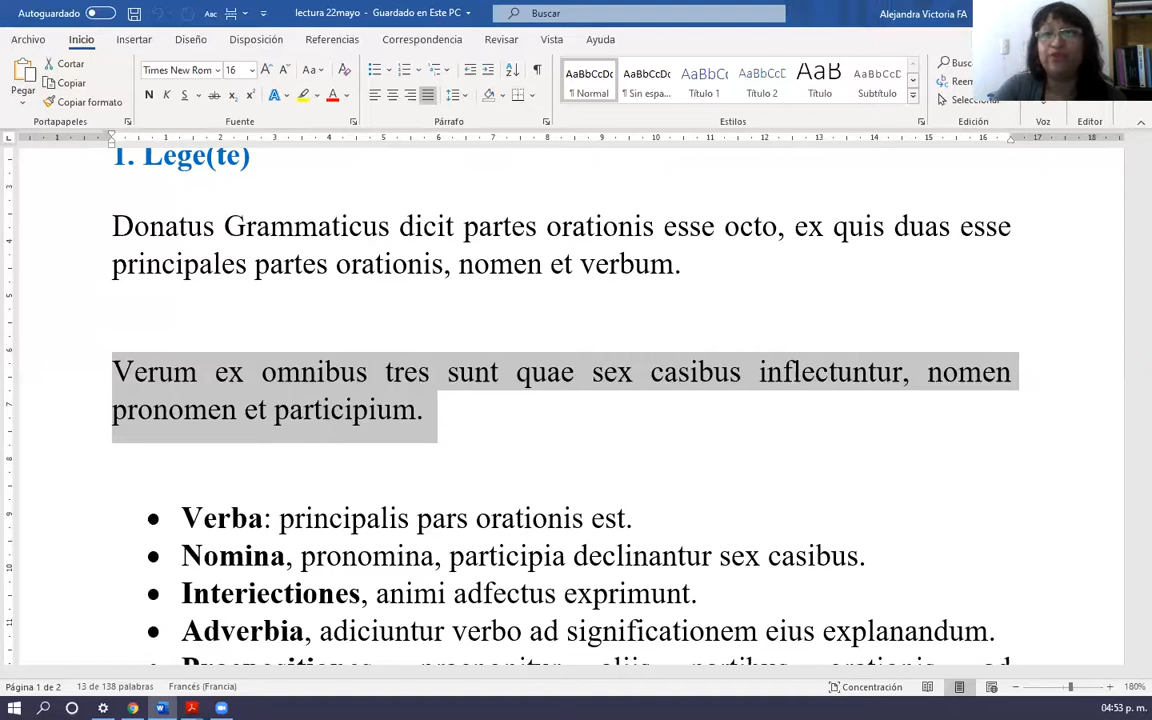 Autoguardado
lectura 22mayo - Guardado en Este PC
Buscar
Alejandra Victoria FA
Archivo Inicio Insertar Diseño Disposición Referencias Correspondencia Revisar Vista Ayuda
Pegar
Cortar
Copiar
Copiar formato
Times New Rom 16
AaBbCcDc AaBbCcDc AaBbC AaBbCcD AaB AaBbCcD
¶ Normal ¶ Sin espa... Título 1 Título 2 Título Subtítulo
Portapapeles Fuente Párrafo Estilos Edición Voz Editor
1. Lege(te)
Donatus Grammaticus dicit partes orationis esse octo, ex quis duas esse
principales partes orationis, nomen et verbum.
Verum ex omnibus tres sunt quae sex casibus inflectuntur, nomen
pronomen et participium.
• Verba: principalis pars orationis est.
• Nomina, pronomina, participia declinantur sex casibus.
• Interiectiones, animi adfectus exprimunt.
• Adverbia, adiciuntur verbo ad significationem eius explanandum.
Página 1 de 2 13 de 138 palabras Francés (Francia) Concentración 180%
04:53 p. m.